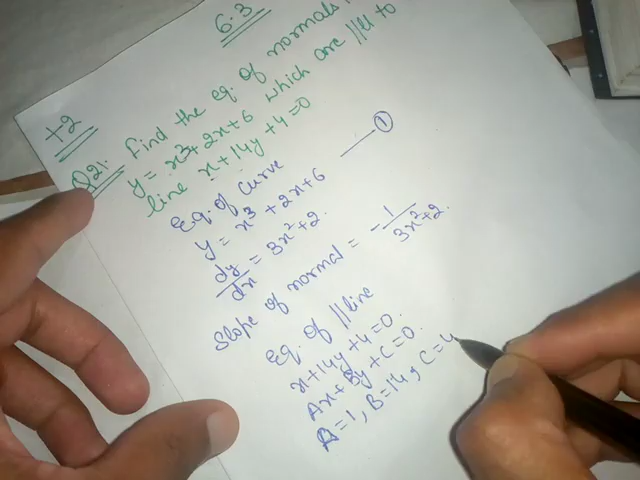 6.3
+2
Q21. Find the eq. of normals
y = x³+2x+6 which are ||el to
line x+14y+4=0
Eq. of Curve
y = x³ + 2x+6 ——— ①
dy/dx = 3x²+2.
Slope of normal = - 1/3x²+2.
Eq. of || line
x+14y+4=0.
Ax+By+C=0.
A=1, B=14, C=4